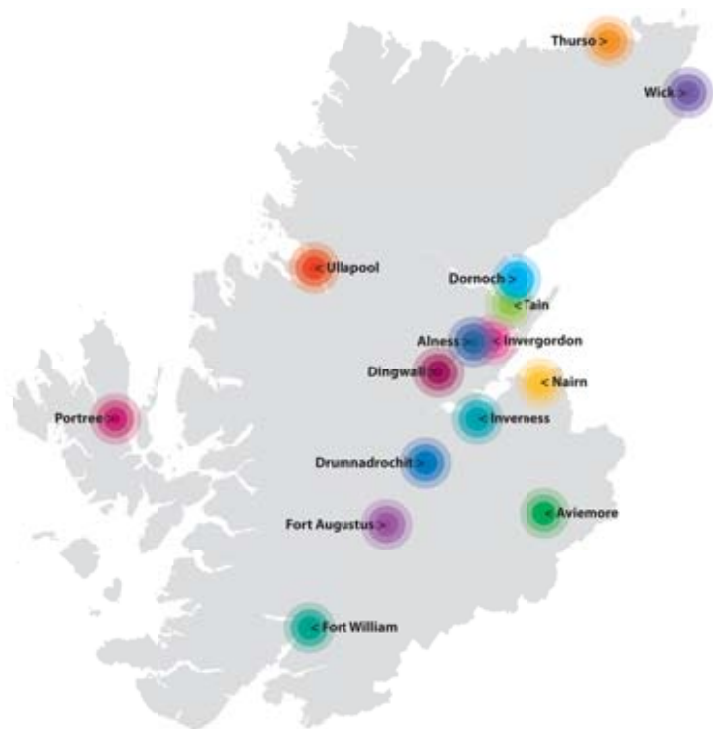 Thurso >
Wick >
< Ullapool
Dornoch >
< Tain
Alness >
< Invergordon
Dingwall >
< Nairn
Portree >
< Inverness
Drunnadrochit >
< Aviemore
Fort Augustus >
< Fort William